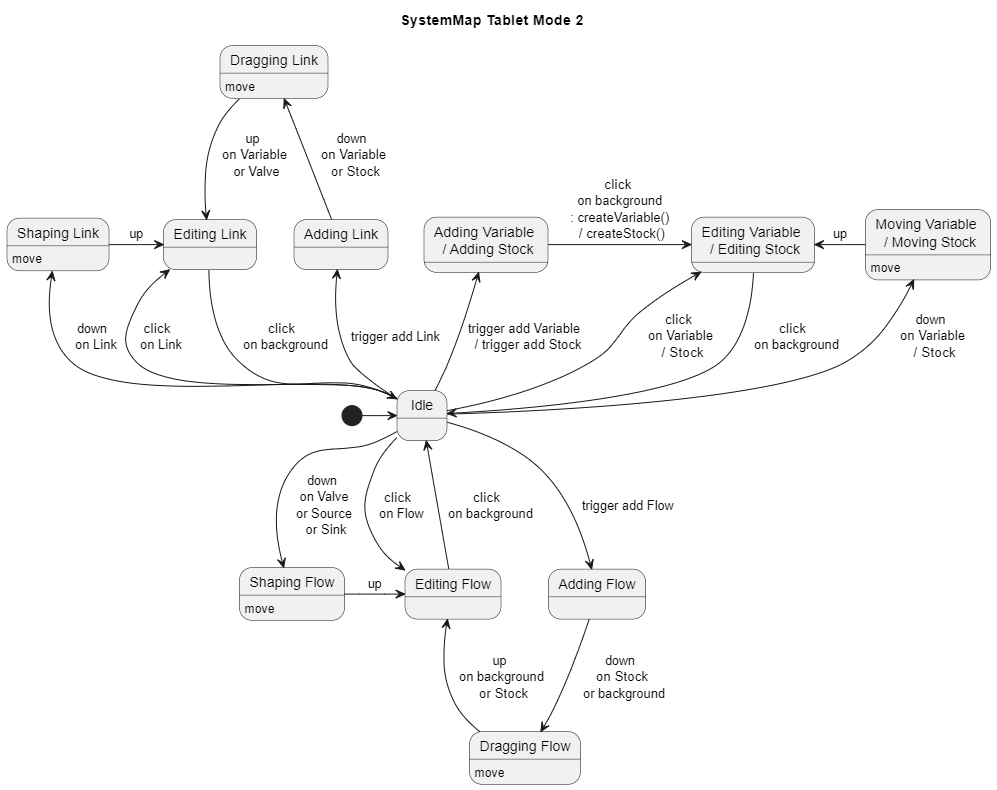 SystemMap Tablet Mode 2
Dragging Link
move
up
on Variable
or Valve
down
on Variable
or Stock
click
on background
: createVariable()
/ createStock()
Shaping Link
move
up
Editing Link
Adding Link
Adding Variable
/ Adding Stock
Editing Variable
/ Editing Stock
up
Moving Variable
/ Moving Stock
move
down
on Link
click
on Link
click
on background
trigger add Link
trigger add Variable
/ trigger add Stock
click
on Variable
/ Stock
click
on background
down
on Variable
/ Stock
Idle
down
on Valve
or Source
or Sink
click
on Flow
click
on background
trigger add Flow
Shaping Flow
move
up
Editing Flow
Adding Flow
up
on background
or Stock
down
on Stock
or background
Dragging Flow
move